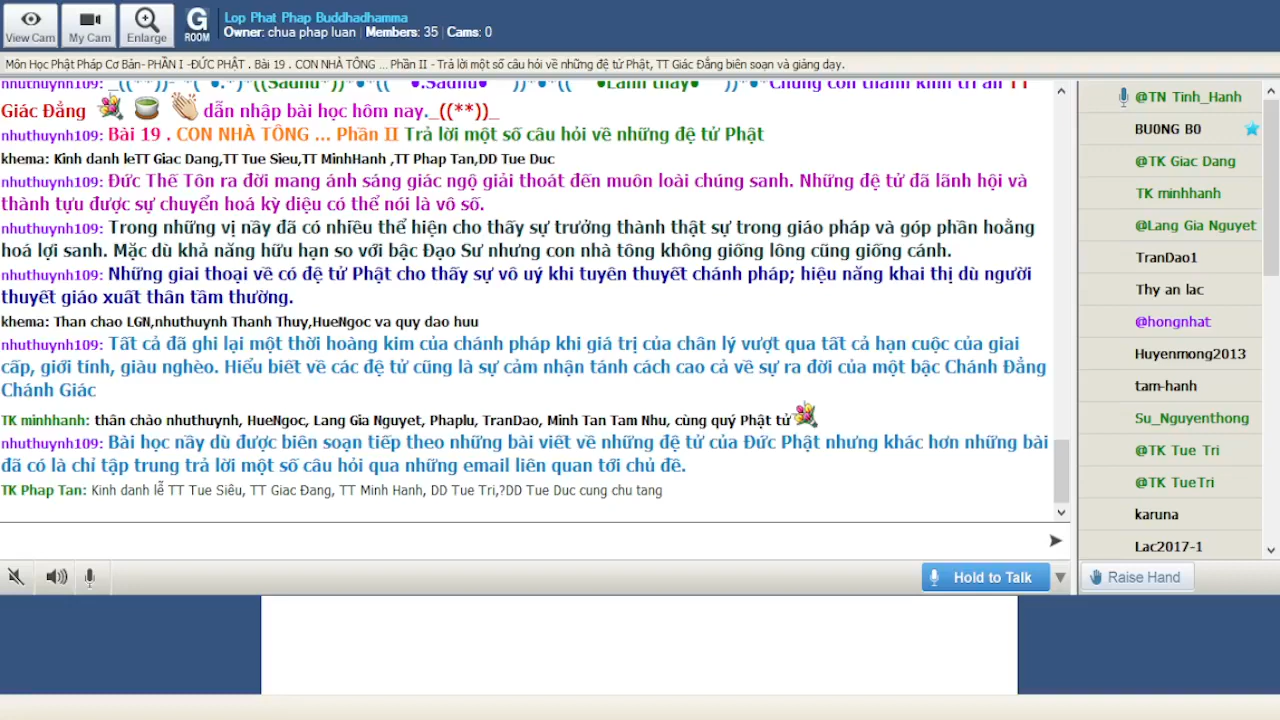 View Cam
My Cam
Enlarge
G
ROOM
Lop Phat Phap Buddhadhamma
Owner: chua phap luan | Members: 35 | Cams: 0
Môn Học Phật Pháp Cơ Bản- PHẦN I -ĐỨC PHẬT . Bài 19 . CON NHÀ TÔNG ... Phần II - Trả lời một số câu hỏi về những đệ tử Phật, TT Giác Đẳng biên soạn và giảng dạy.
Giác Đẳng dẫn nhập bài học hôm nay._((**))_
nhuthuynh109: Bài 19 . CON NHÀ TÔNG ... Phần II Trả lời một số câu hỏi về những đệ tử Phật
khema: Kinh danh leTT Giac Dang,TT Tue Sieu,TT MinhHanh ,TT Phap Tan,DD Tue Duc
nhuthuynh109: Đức Thế Tôn ra đời mang ánh sáng giác ngộ giải thoát đến muôn loài chúng sanh. Những đệ tử đã lãnh hội và
thành tựu được sự chuyển hoá kỳ diệu có thể nói là vô số.
nhuthuynh109: Trong những vị nầy đã có nhiều thể hiện cho thấy sự trưởng thành thật sự trong giáo pháp và góp phần hoằng
hoá lợi sanh. Mặc dù khả năng hữu hạn so với bậc Đạo Sư nhưng con nhà tông không giống lông cũng giống cánh.
nhuthuynh109: Những giai thoại về có đệ tử Phật cho thấy sự vô uý khi tuyên thuyết chánh pháp; hiệu năng khai thị dù người
thuyết giáo xuất thân tầm thường.
khema: Than chao LGN,nhuthuynh Thanh Thuy,HueNgoc va quy dao huu
nhuthuynh109: Tất cả đã ghi lại một thời hoàng kim của chánh pháp khi giá trị của chân lý vượt qua tất cả hạn cuộc của giai
cấp, giới tính, giàu nghèo. Hiểu biết về các đệ tử cũng là sự cảm nhận tánh cách cao cả về sự ra đời của một bậc Chánh Đẳng
Chánh Giác
TK minhhanh: thân chào nhuthuynh, HueNgoc, Lang Gia Nguyet, Phaplu, TranDao, Minh Tan Tam Nhu, cùng quý Phật tử
nhuthuynh109: Bài học nầy dù được biên soạn tiếp theo những bài viết về những đệ tử của Đức Phật nhưng khác hơn những bài
đã có là chỉ tập trung trả lời một số câu hỏi qua những email liên quan tới chủ đề.
TK Phap Tan: Kinh danh lễ TT Tue Siêu, TT Giac Đang, TT Minh Hanh, DD Tue Tri,?DD Tue Duc cung chu tang
Hold to Talk
@TN Tinh_Hanh
BU0NG B0
@TK Giac Dang
TK minhhanh
@Lang Gia Nguyet
TranDao1
Thy an lac
@hongnhat
Huyenmong2013
tam-hanh
Su_Nguyenthong
@TK Tue Tri
@TK TueTri
karuna
Lac2017-1
Raise Hand